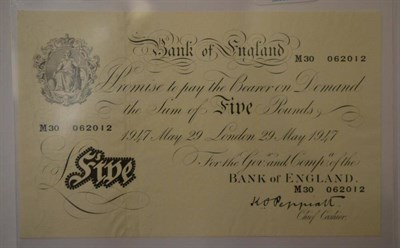 Bank of England
M30 062012
I Promise to pay the Bearer on Demand
the Sum of Five Pounds
M30 062012
1947 May 29 London 29 May 1947
For the Govr. and Compa. of the
BANK OF ENGLAND.
M30 062012
£Five
K O Peppiatt
Chief Cashier.